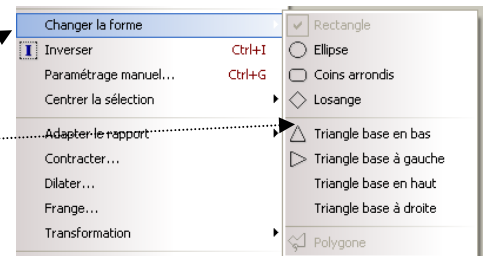 Changer la forme
Inverser Ctrl+I
Paramétrage manuel... Ctrl+G
Centrer la sélection
Adapter le rapport
Contracter...
Dilater...
Frange...
Transformation
Rectangle
Ellipse
Coins arrondis
Losange
Triangle base en bas
Triangle base à gauche
Triangle base en haut
Triangle base à droite
Polygone